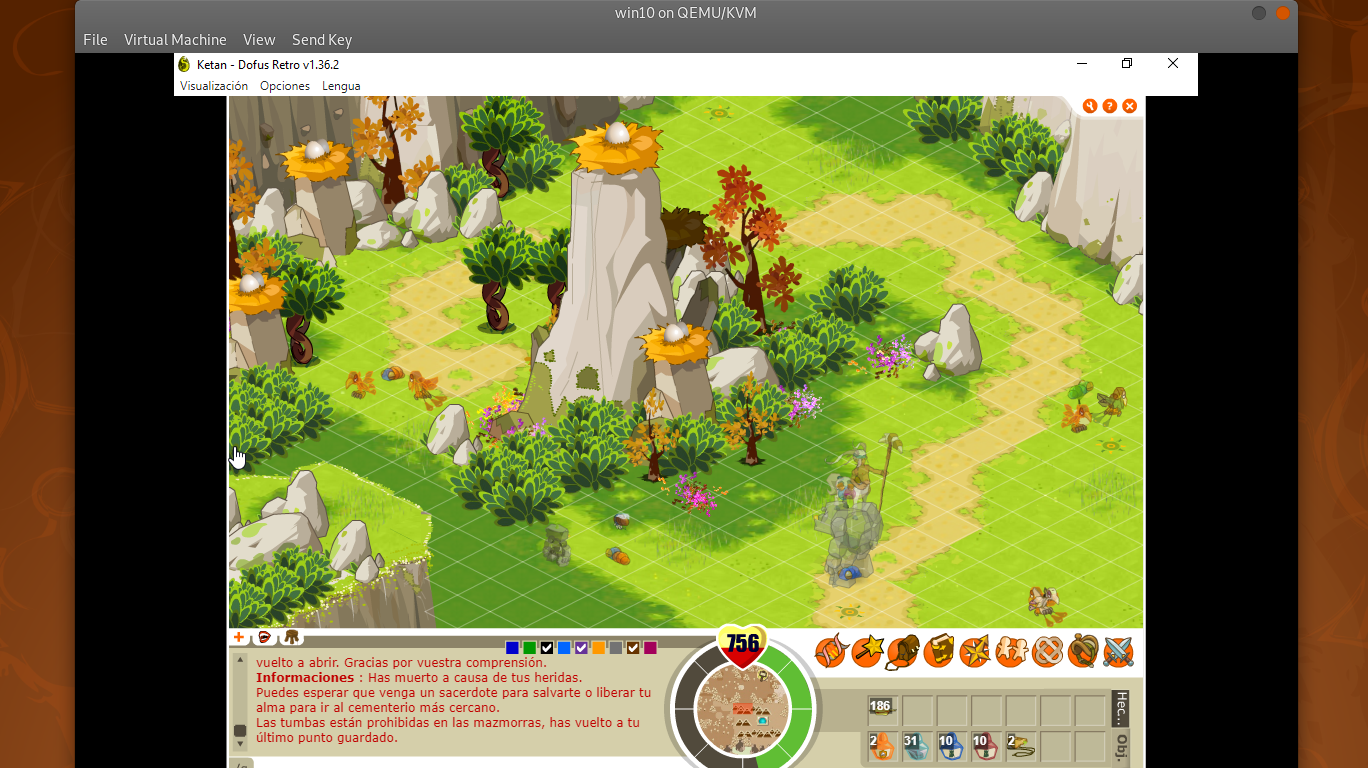 win10 on QEMU/KVM
File Virtual Machine View Send Key
Ketan - Dofus Retro v1.36.2
Visualización Opciones Lengua
756
vuelto a abrir. Gracias por vuestra comprensión.
Informaciones : Has muerto a causa de tus heridas.
Puedes esperar que venga un sacerdote para salvarte o liberar tu
alma para ir al cementerio más cercano.
Las tumbas están prohibidas en las mazmorras, has vuelto a tu
último punto guardado.
186
Hec...
2 31 10 10 2
Obj.